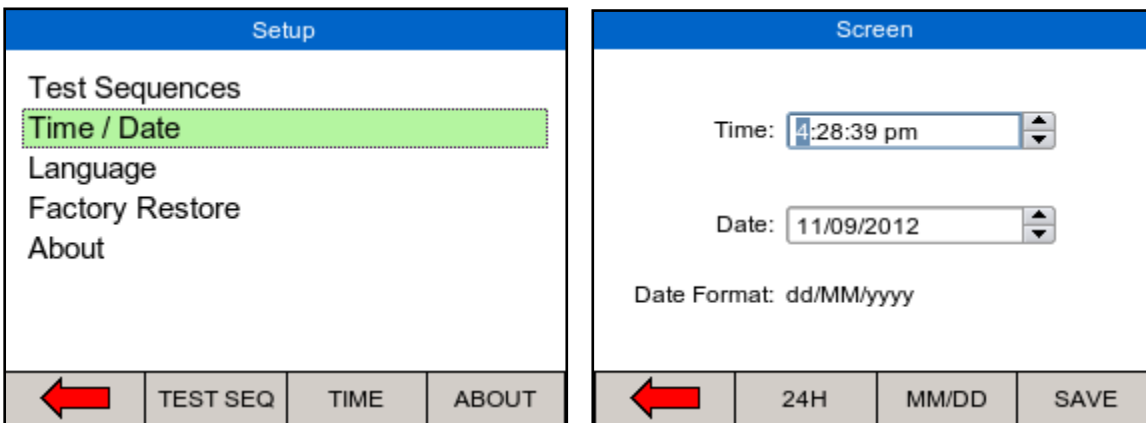 Setup
Test Sequences
Time / Date
Language
Factory Restore
About
TEST SEQ TIME ABOUT
Screen
Time: 4:28:39 pm
Date: 11/09/2012
Date Format: dd/MM/yyyy
24H MM/DD SAVE